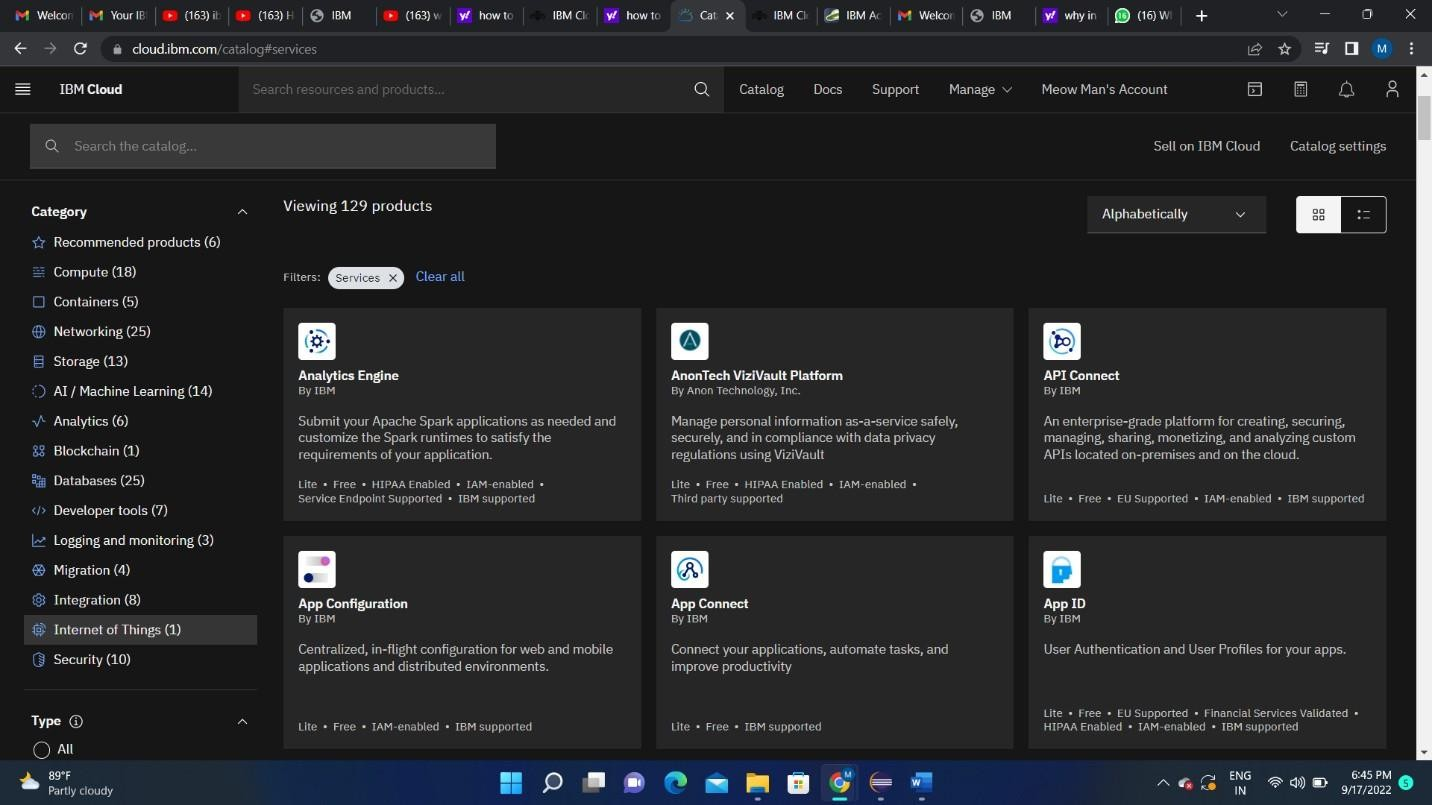 Welcon
Your IB
(163) ib
(163) H
IBM
(163) w
how to
IBM Clo
how to
Cat
IBM Clo
IBM Ac
Welcon
IBM
why in
(16) W
cloud.ibm.com/catalog#services
M
IBM Cloud
Search resources and products...
Catalog
Docs
Support
Manage
Meow Man's Account
Search the catalog...
Sell on IBM Cloud
Catalog settings
Category
Recommended products (6)
Compute (18)
Containers (5)
Networking (25)
Storage (13)
AI / Machine Learning (14)
Analytics (6)
Blockchain (1)
Databases (25)
Developer tools (7)
Logging and monitoring (3)
Migration (4)
Integration (8)
Internet of Things (1)
Security (10)
Type
All
Viewing 129 products
Alphabetically
Filters: Services Clear all
Analytics Engine
By IBM
Submit your Apache Spark applications as needed and
customize the Spark runtimes to satisfy the
requirements of your application.
Lite • Free • HIPAA Enabled • IAM-enabled •
Service Endpoint Supported • IBM supported
AnonTech ViziVault Platform
By Anon Technology, Inc.
Manage personal information as-a-service safely,
securely, and in compliance with data privacy
regulations using ViziVault
Lite • Free • HIPAA Enabled • IAM-enabled •
Third party supported
API Connect
By IBM
An enterprise-grade platform for creating, securing,
managing, sharing, monetizing, and analyzing custom
APIs located on-premises and on the cloud.
Lite • Free • EU Supported • IAM-enabled • IBM supported
App Configuration
By IBM
Centralized, in-flight configuration for web and mobile
applications and distributed environments.
Lite • Free • IAM-enabled • IBM supported
App Connect
By IBM
Connect your applications, automate tasks, and
improve productivity
Lite • Free • IBM supported
App ID
By IBM
User Authentication and User Profiles for your apps.
Lite • Free • EU Supported • Financial Services Validated •
HIPAA Enabled • IAM-enabled • IBM supported
89°F
Partly cloudy
ENG
IN
6:45 PM
9/17/2022